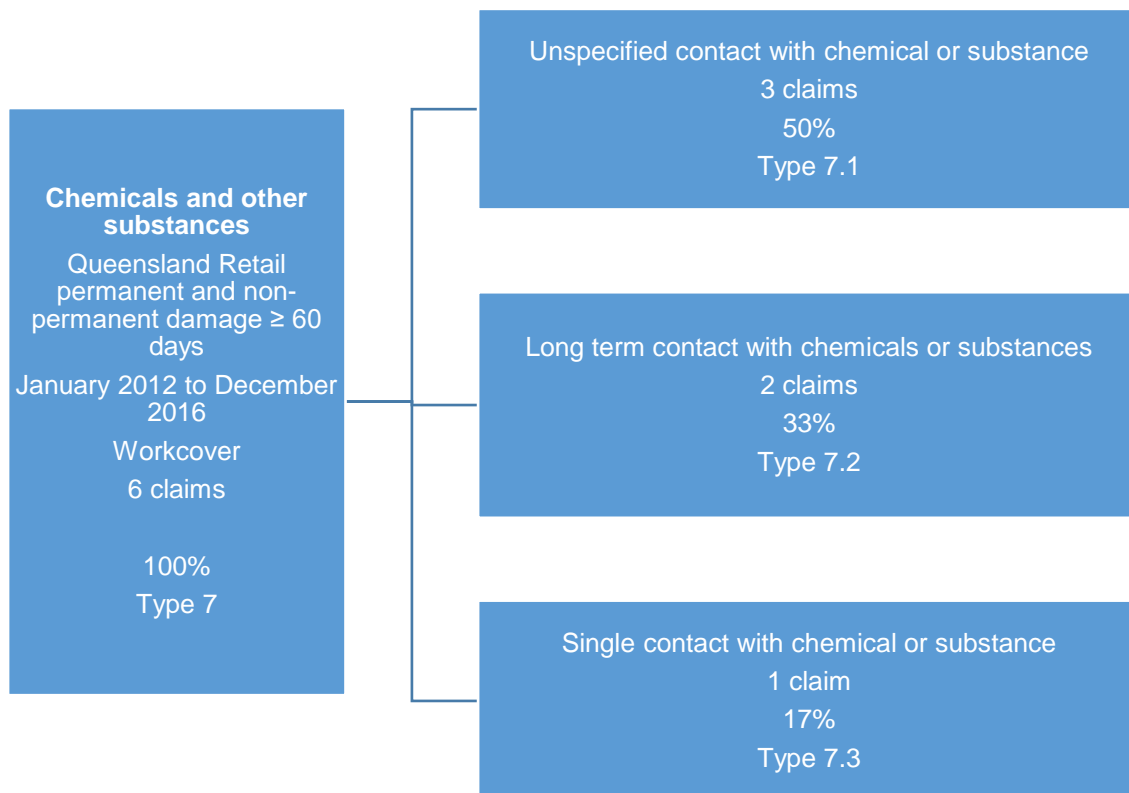 Chemicals and other
substances
Queensland Retail
permanent and non-
permanent damage ≥ 60
days
January 2012 to December
2016
Workcover
6 claims
100%
Type 7
Unspecified contact with chemical or substance
3 claims
50%
Type 7.1
Long term contact with chemicals or substances
2 claims
33%
Type 7.2
Single contact with chemical or substance
1 claim
17%
Type 7.3